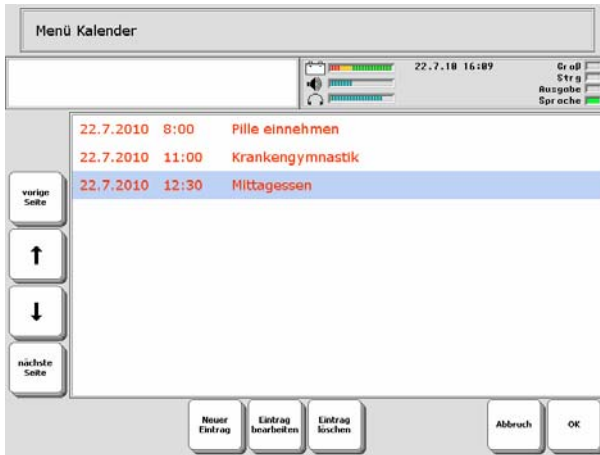 Menü Kalender
22.7.10 16:09
Groß
Strg
Ausgabe
Sprache
22.7.2010 8:00 Pille einnehmen
22.7.2010 11:00 Krankengymnastik
22.7.2010 12:30 Mittagessen
vorige
Seite
nächste
Seite
Neuer
Eintrag
Eintrag
bearbeiten
Eintrag
löschen
Abbruch
OK